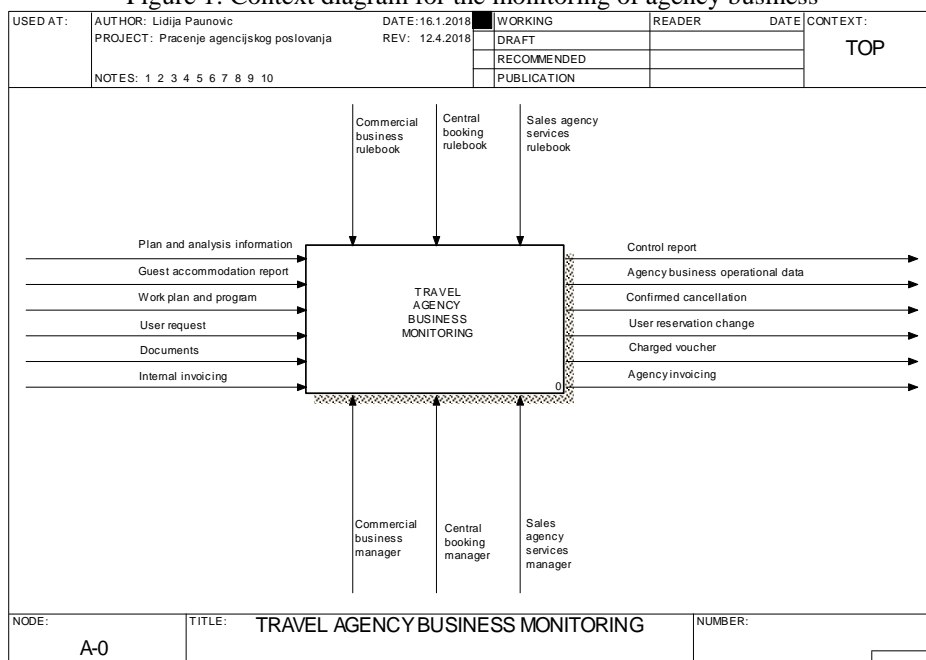 Figure 1. Context diagram for the monitoring of agency business
USED AT:
AUTHOR: Lidija Paunovic
DATE:16.1.2018
PROJECT: Pracenje agencijskog poslovanja
REV: 12.4.2018
NOTES: 1 2 3 4 5 6 7 8 9 10
WORKING
DRAFT
RECOMMENDED
PUBLICATION
READER
DATE
CONTEXT:
TOP
Commercial
business
rulebook
Central
booking
rulebook
Sales agency
services
rulebook
Plan and analysis information
Guest accommodation report
Work plan and program
User request
Documents
Internal invoicing
TRAVEL
AGENCY
BUSINESS
MONITORING
0
Control report
Agency business operational data
Confirmed cancellation
User reservation change
Charged voucher
Agency invoicing
Commercial
business
manager
Central
booking
manager
Sales
agency
services
manager
NODE:
A-0
TITLE:
TRAVEL AGENCY BUSINESS MONITORING
NUMBER: